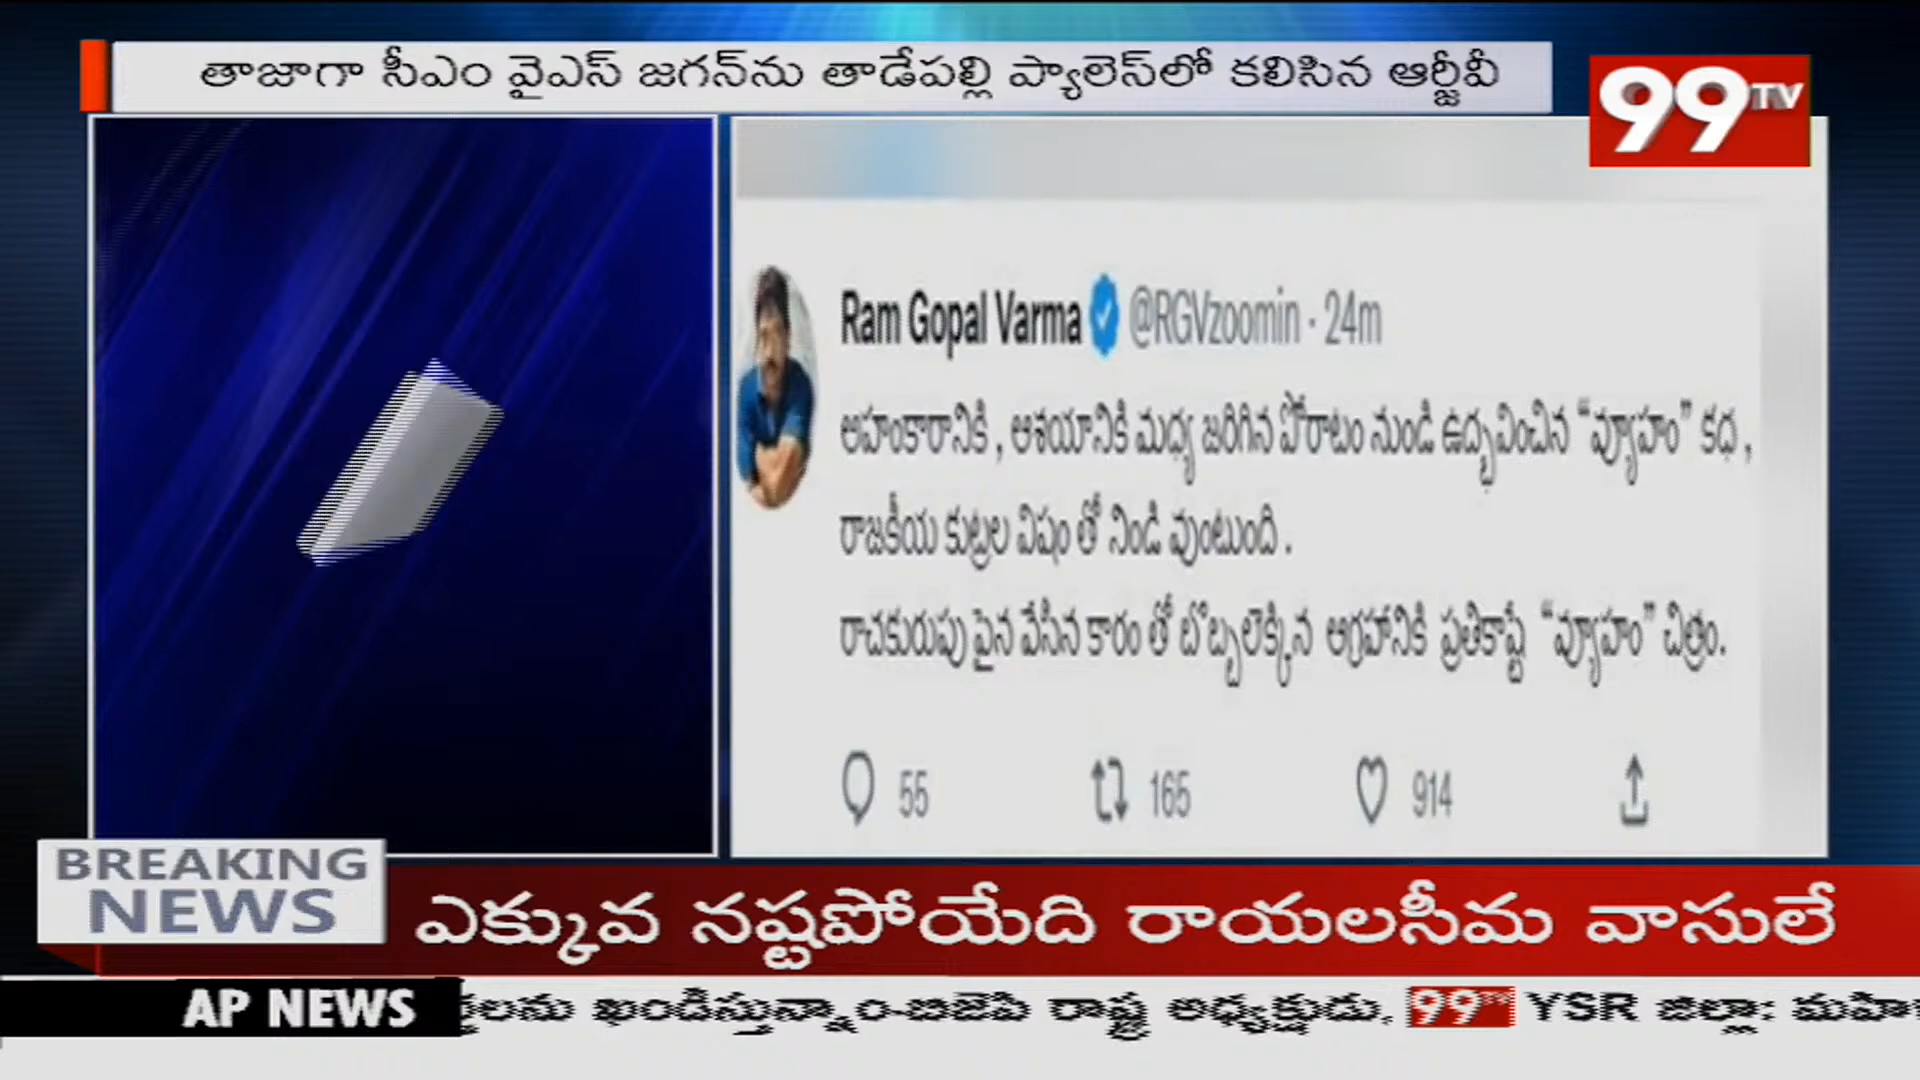 తాజాగా సీఎం వైఎస్ జగన్‌ను తాడేపల్లి ప్యాలెస్‌లో కలిసిన ఆర్జీవీ
99TV
Ram Gopal Varma @RGVzoomin · 24m
అహంకారానికి , ఆశయానికి మధ్య జరిగిన పోరాటం నుండి ఉద్భవించిన “వ్యూహం” కధ ,
రాజకీయ కుట్రల విషం తో నిండి వుంటుంది .
రాచకురుపు పైన వేసిన కారం తో బొబ్బలెక్కిన ఆగ్రహానికి ప్రతికాష్టే “వ్యూహం” చిత్రం.
55 165 914
BREAKING
NEWS
ఎక్కువ నష్టపోయేది రాయలసీమ వాసులే
AP NEWS
ఖండిస్తున్నాం-బిజెపి రాష్ట్ర అధ్యక్షుడు, 99TV YSR జిల్లా: